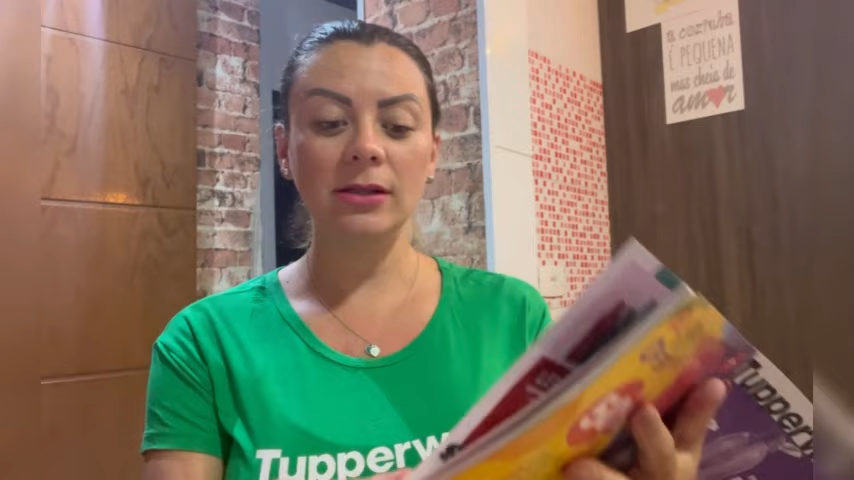 a cozinha
É PEQUENA
mas cheia de
amor
Tupperw
Tupperw